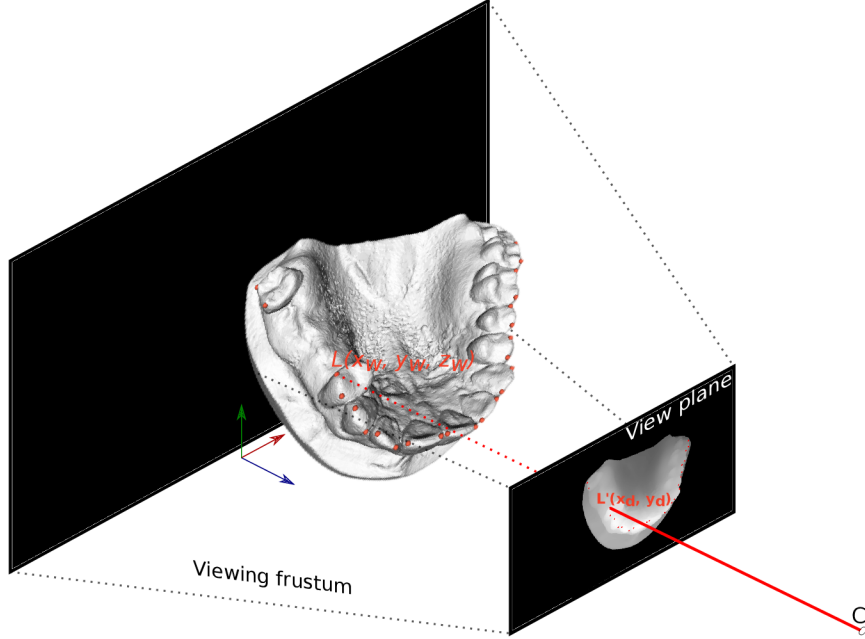 L(xw, yw, zw)
View plane
L'(xd, yd)
Viewing frustum